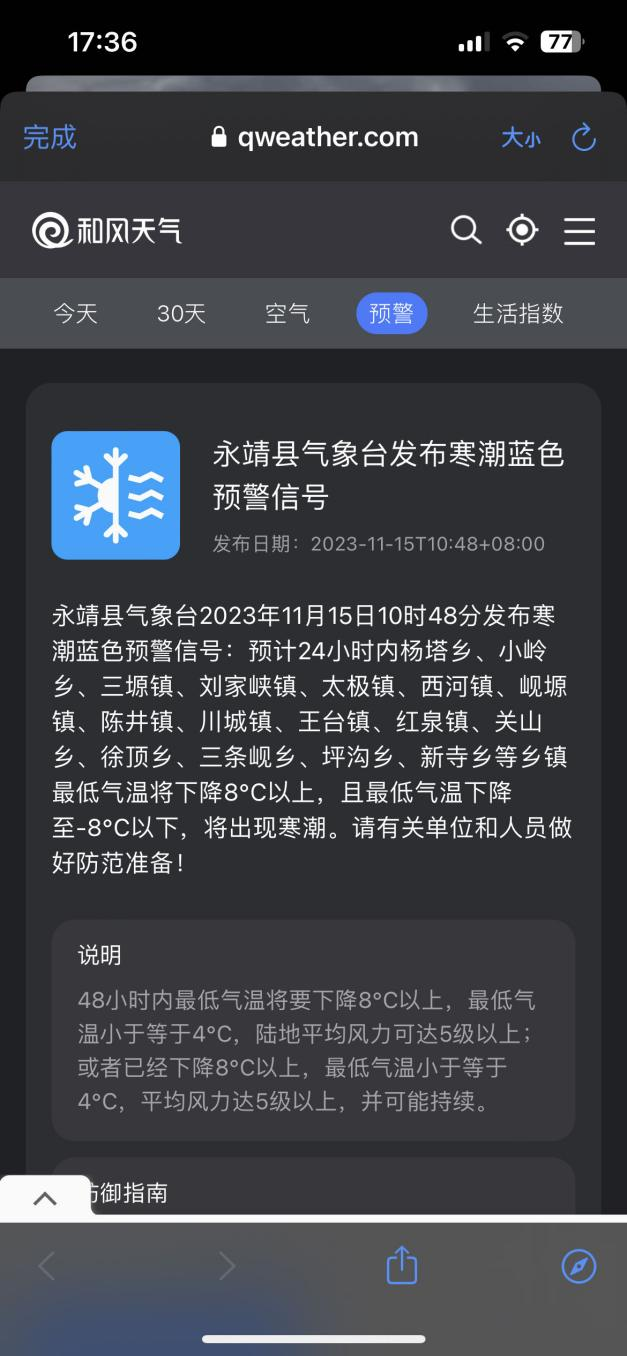 17:36
77
完成
qweather.com
大小
和风天气
今天
30天
空气
预警
生活指数
永靖县气象台发布寒潮蓝色
预警信号
发布日期：2023-11-15T10:48+08:00
永靖县气象台2023年11月15日10时48分发布寒
潮蓝色预警信号：预计24小时内杨塔乡、小岭
乡、三塬镇、刘家峡镇、太极镇、西河镇、岘塬
镇、陈井镇、川城镇、王台镇、红泉镇、关山
乡、徐顶乡、三条岘乡、坪沟乡、新寺乡等乡镇
最低气温将下降8°C以上，且最低气温下降
至-8°C以下，将出现寒潮。请有关单位和人员做
好防范准备！
说明
48小时内最低气温将要下降8°C以上，最低气
温小于等于4°C，陆地平均风力可达5级以上；
或者已经下降8°C以上，最低气温小于等于
4°C，平均风力达5级以上，并可能持续。
防御指南